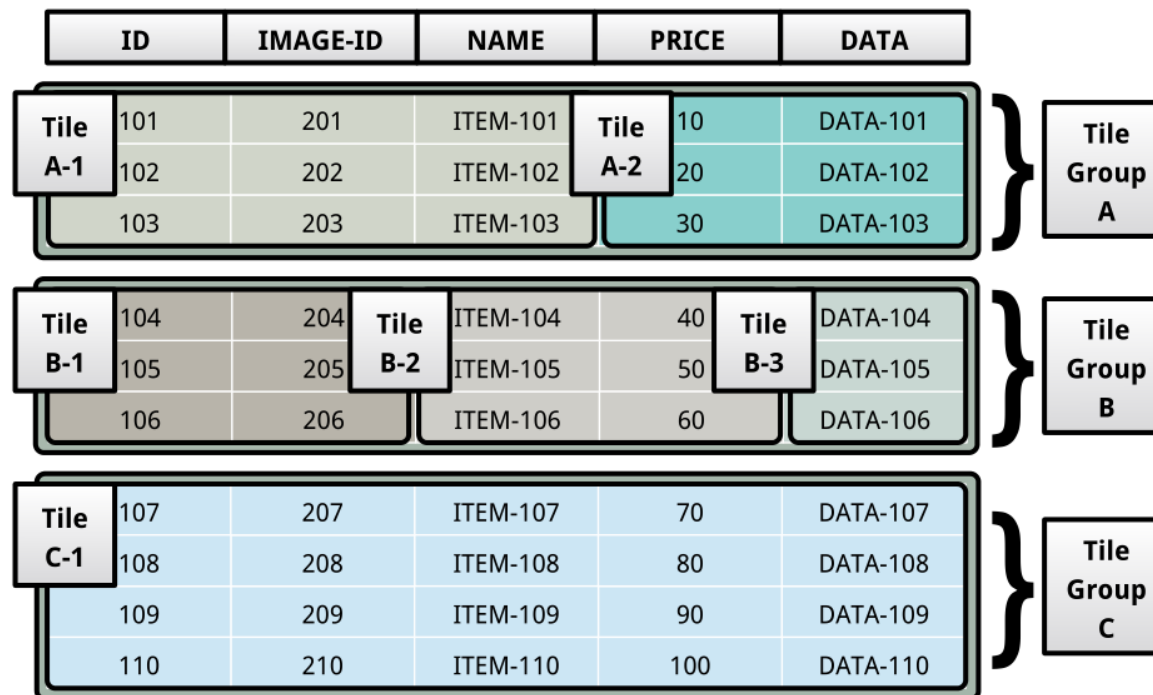 ID IMAGE-ID NAME PRICE DATA
Tile A-1
101 201 ITEM-101
102 202 ITEM-102
103 203 ITEM-103
Tile A-2
10 DATA-101
20 DATA-102
30 DATA-103
Tile Group A
Tile B-1
104 204
105 205
106 206
Tile B-2
ITEM-104 40
ITEM-105 50
ITEM-106 60
Tile B-3
DATA-104
DATA-105
DATA-106
Tile Group B
Tile C-1
107 207 ITEM-107 70 DATA-107
108 208 ITEM-108 80 DATA-108
109 209 ITEM-109 90 DATA-109
110 210 ITEM-110 100 DATA-110
Tile Group C